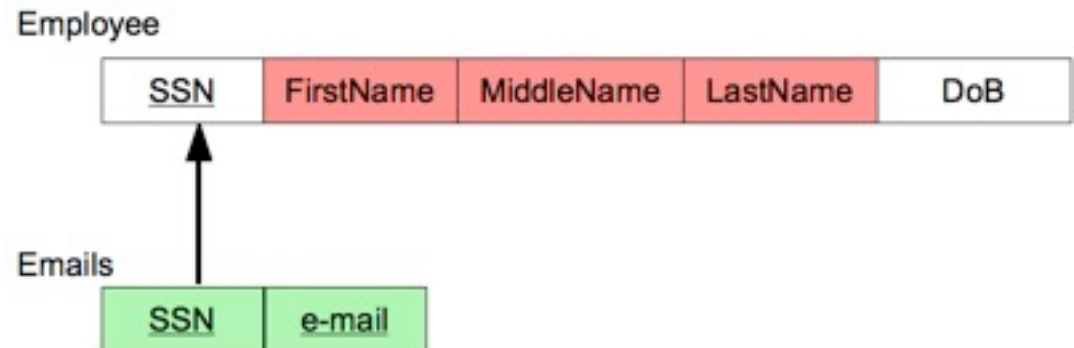 Employee
SSN FirstName MiddleName LastName DoB
Emails
SSN e-mail